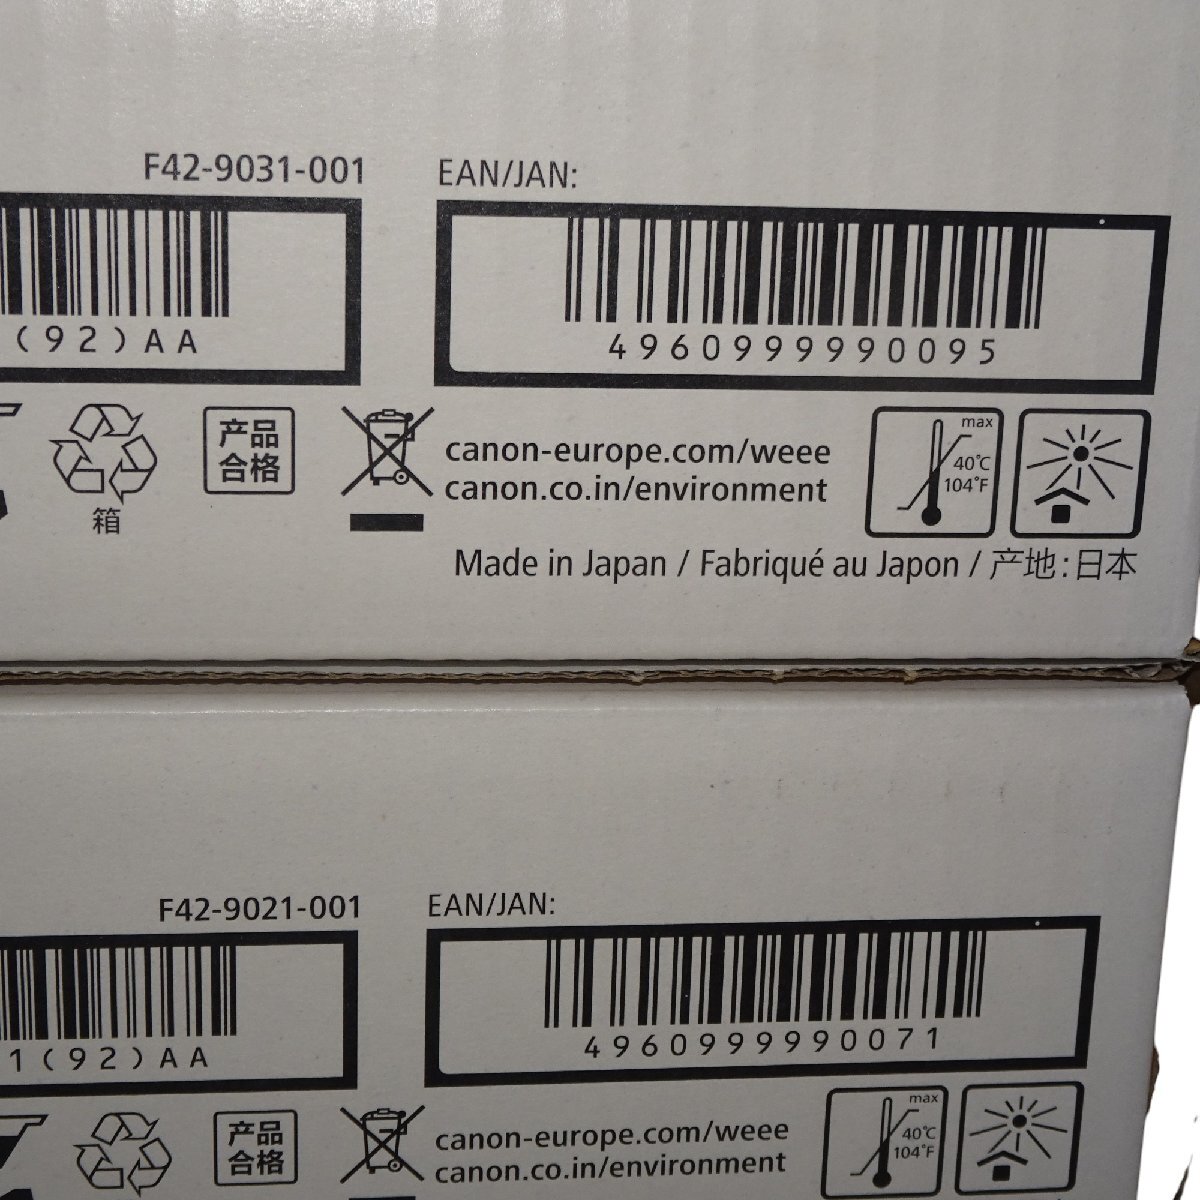 F42-9031-001
EAN/JAN:
(92)AA
4960999990095
产品
合格
箱
canon-europe.com/weee
canon.co.in/environment
max
40℃
104°F
Made in Japan / Fabriqué au Japon / 产地:日本
F42-9021-001
EAN/JAN:
1(92)AA
4960999990071
产品
合格
canon-europe.com/weee
canon.co.in/environment
max
40℃
104°F